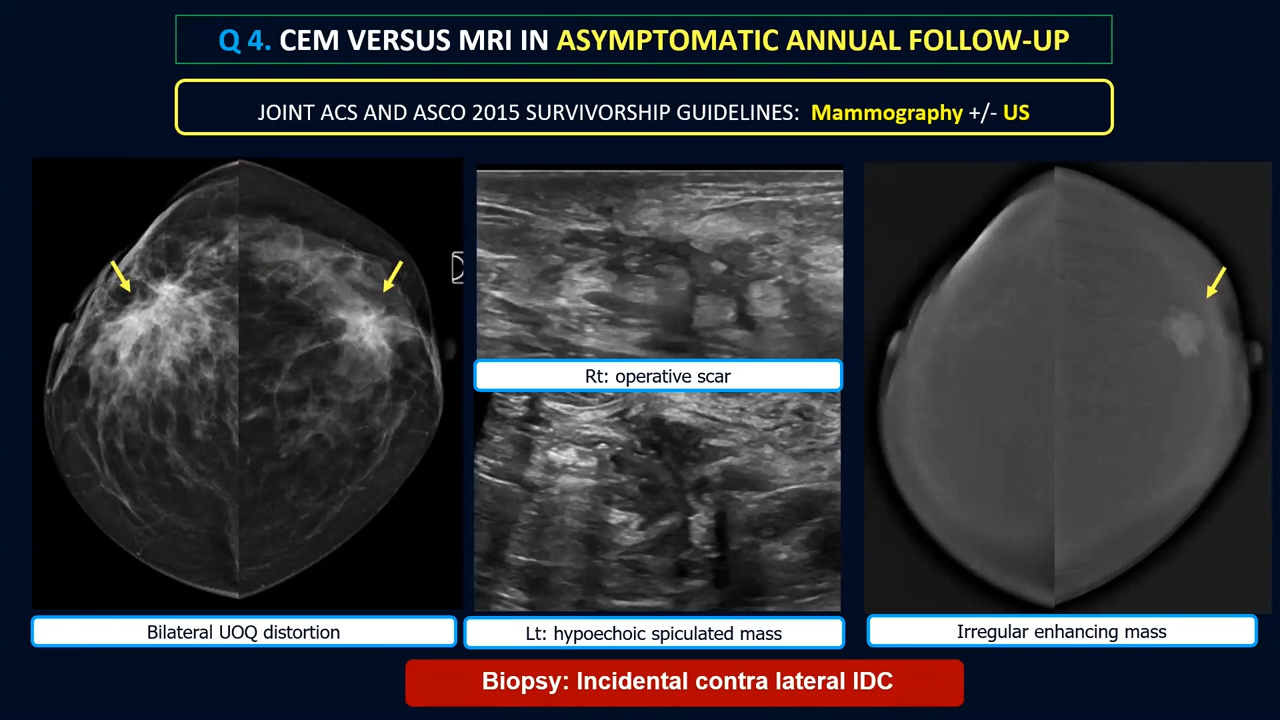 Q 4. CEM VERSUS MRI IN ASYMPTOMATIC ANNUAL FOLLOW-UP
JOINT ACS AND ASCO 2015 SURVIVORSHIP GUIDELINES: Mammography +/- US
Rt: operative scar
Bilateral UOQ distortion
Lt: hypoechoic spiculated mass
Irregular enhancing mass
Biopsy: Incidental contra lateral IDC